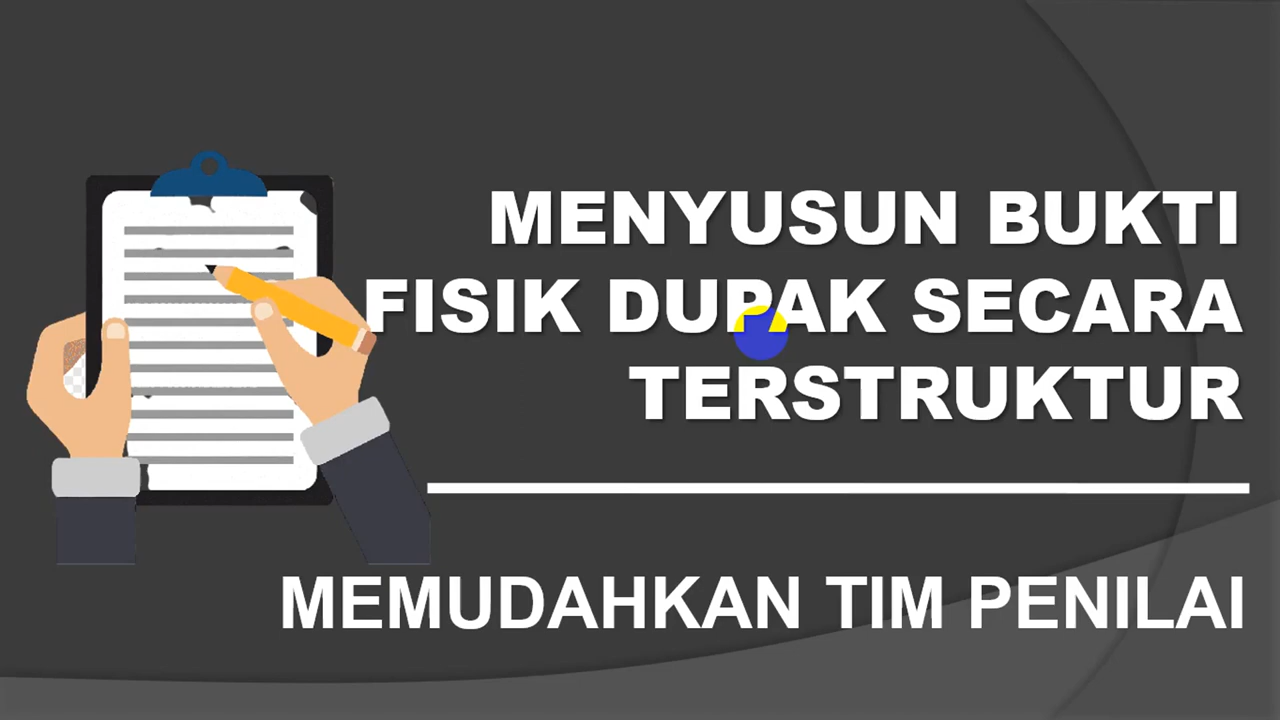 MENYUSUN BUKTI
FISIK DUPAK SECARA
TERSTRUKTUR
MEMUDAHKAN TIM PENILAI